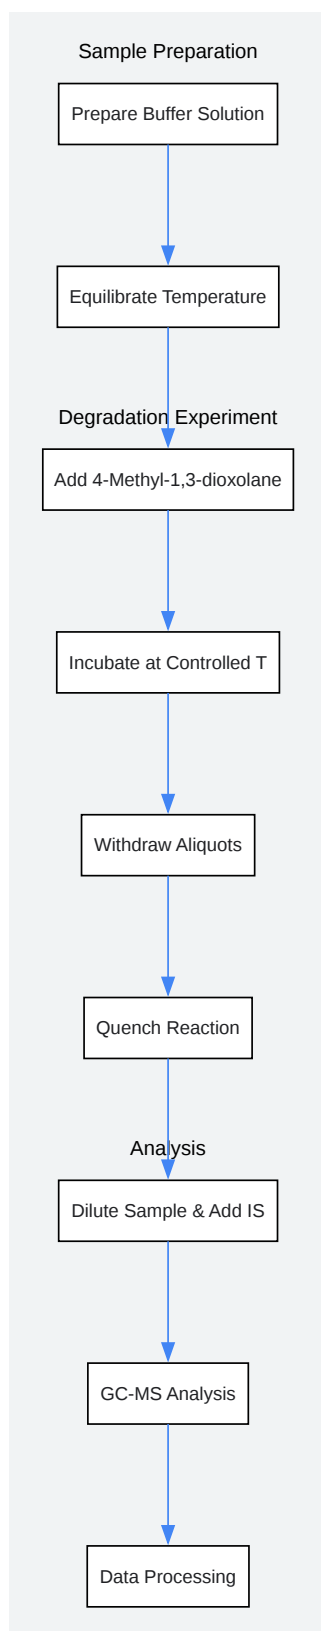 Sample Preparation
Prepare Buffer Solution
Equilibrate Temperature
Degradation Experiment
Add 4-Methyl-1,3-dioxolane
Incubate at Controlled T
Withdraw Aliquots
Quench Reaction
Analysis
Dilute Sample & Add IS
GC-MS Analysis
Data Processing